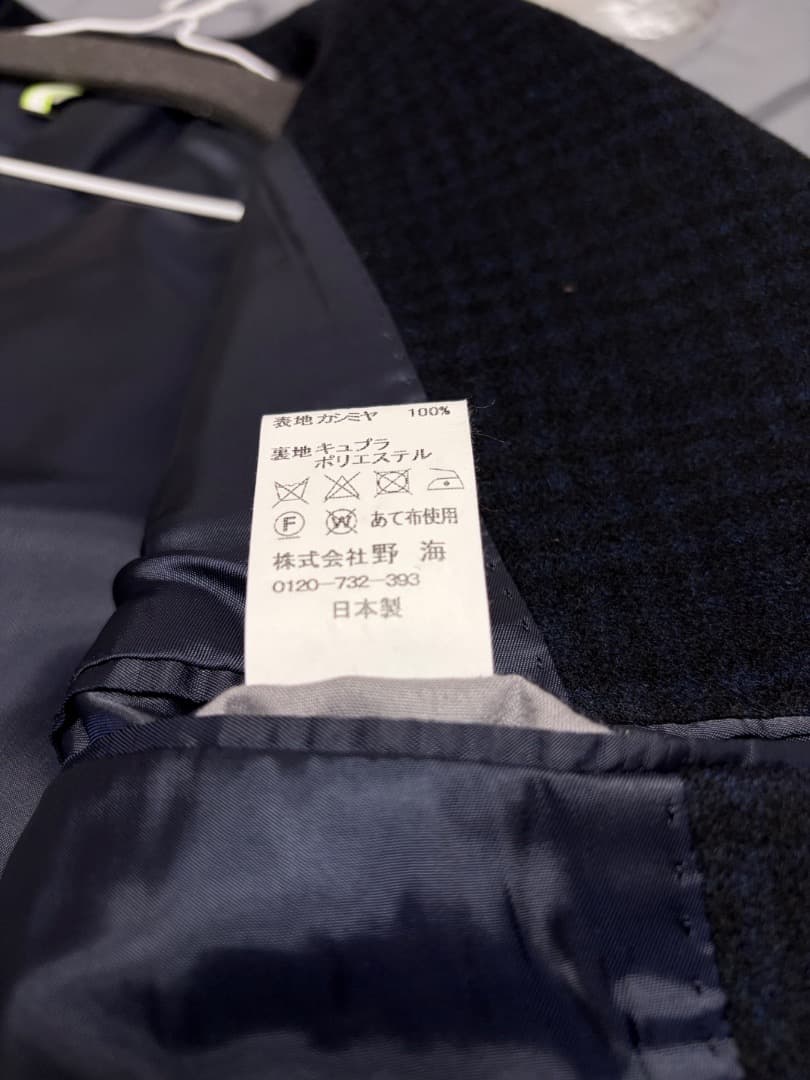 表地 カシミヤ 100%
裏地 キュプラ
ポリエステル
F W あて布使用
株式会社野 海
0120-732-393
日本製